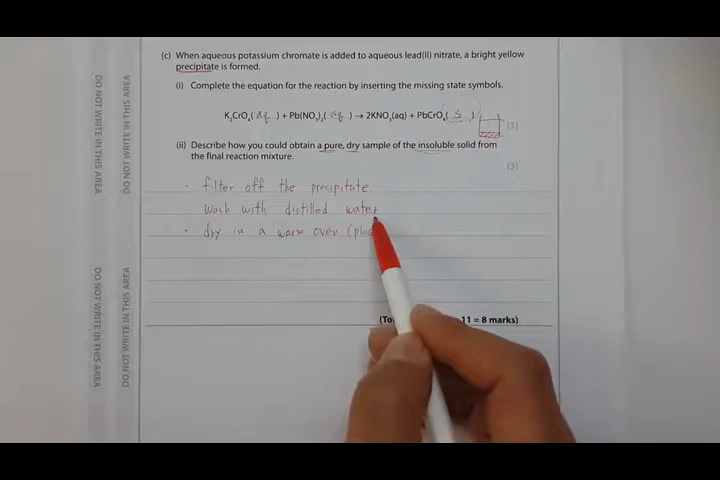 (c) When aqueous potassium chromate is added to aqueous lead(II) nitrate, a bright yellow
precipitate is formed.
(i) Complete the equation for the reaction by inserting the missing state symbols.
K₂CrO₄( aq ) + Pb(NO₃)₂( aq ) → 2KNO₃(aq) + PbCrO₄( s )
(1)
(ii) Describe how you could obtain a pure, dry sample of the insoluble solid from
the final reaction mixture.
(3)
· filter off the precipitate
wash with distilled water
· dry in a warm oven
11 = 8 marks)
DO NOT WRITE IN THIS AREA
DO NOT WRITE IN THIS AREA
DO NOT WRITE IN THIS AREA
DO NOT WRITE IN THIS AREA